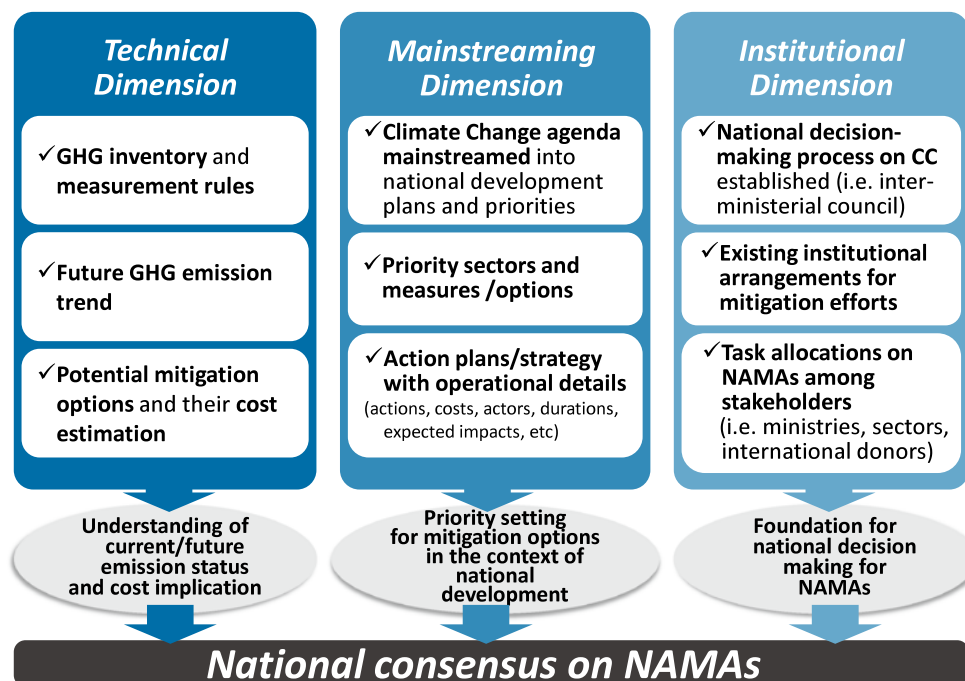 Technical
Dimension
✓GHG inventory and
measurement rules
✓Future GHG emission
trend
✓Potential mitigation
options and their cost
estimation
Understanding of
current/future
emission status
and cost implication
Mainstreaming
Dimension
✓Climate Change agenda
mainstreamed into
national development
plans and priorities
✓Priority sectors and
measures /options
✓Action plans/strategy
with operational details
(actions, costs, actors, durations,
expected impacts, etc)
Priority setting
for mitigation options
in the context of
national
development
Institutional
Dimension
✓National decision-
making process on CC
established (i.e. inter-
ministerial council)
✓Existing institutional
arrangements for
mitigation efforts
✓Task allocations on
NAMAs among
stakeholders
(i.e. ministries, sectors,
international donors)
Foundation for
national decision
making for
NAMAs
National consensus on NAMAs